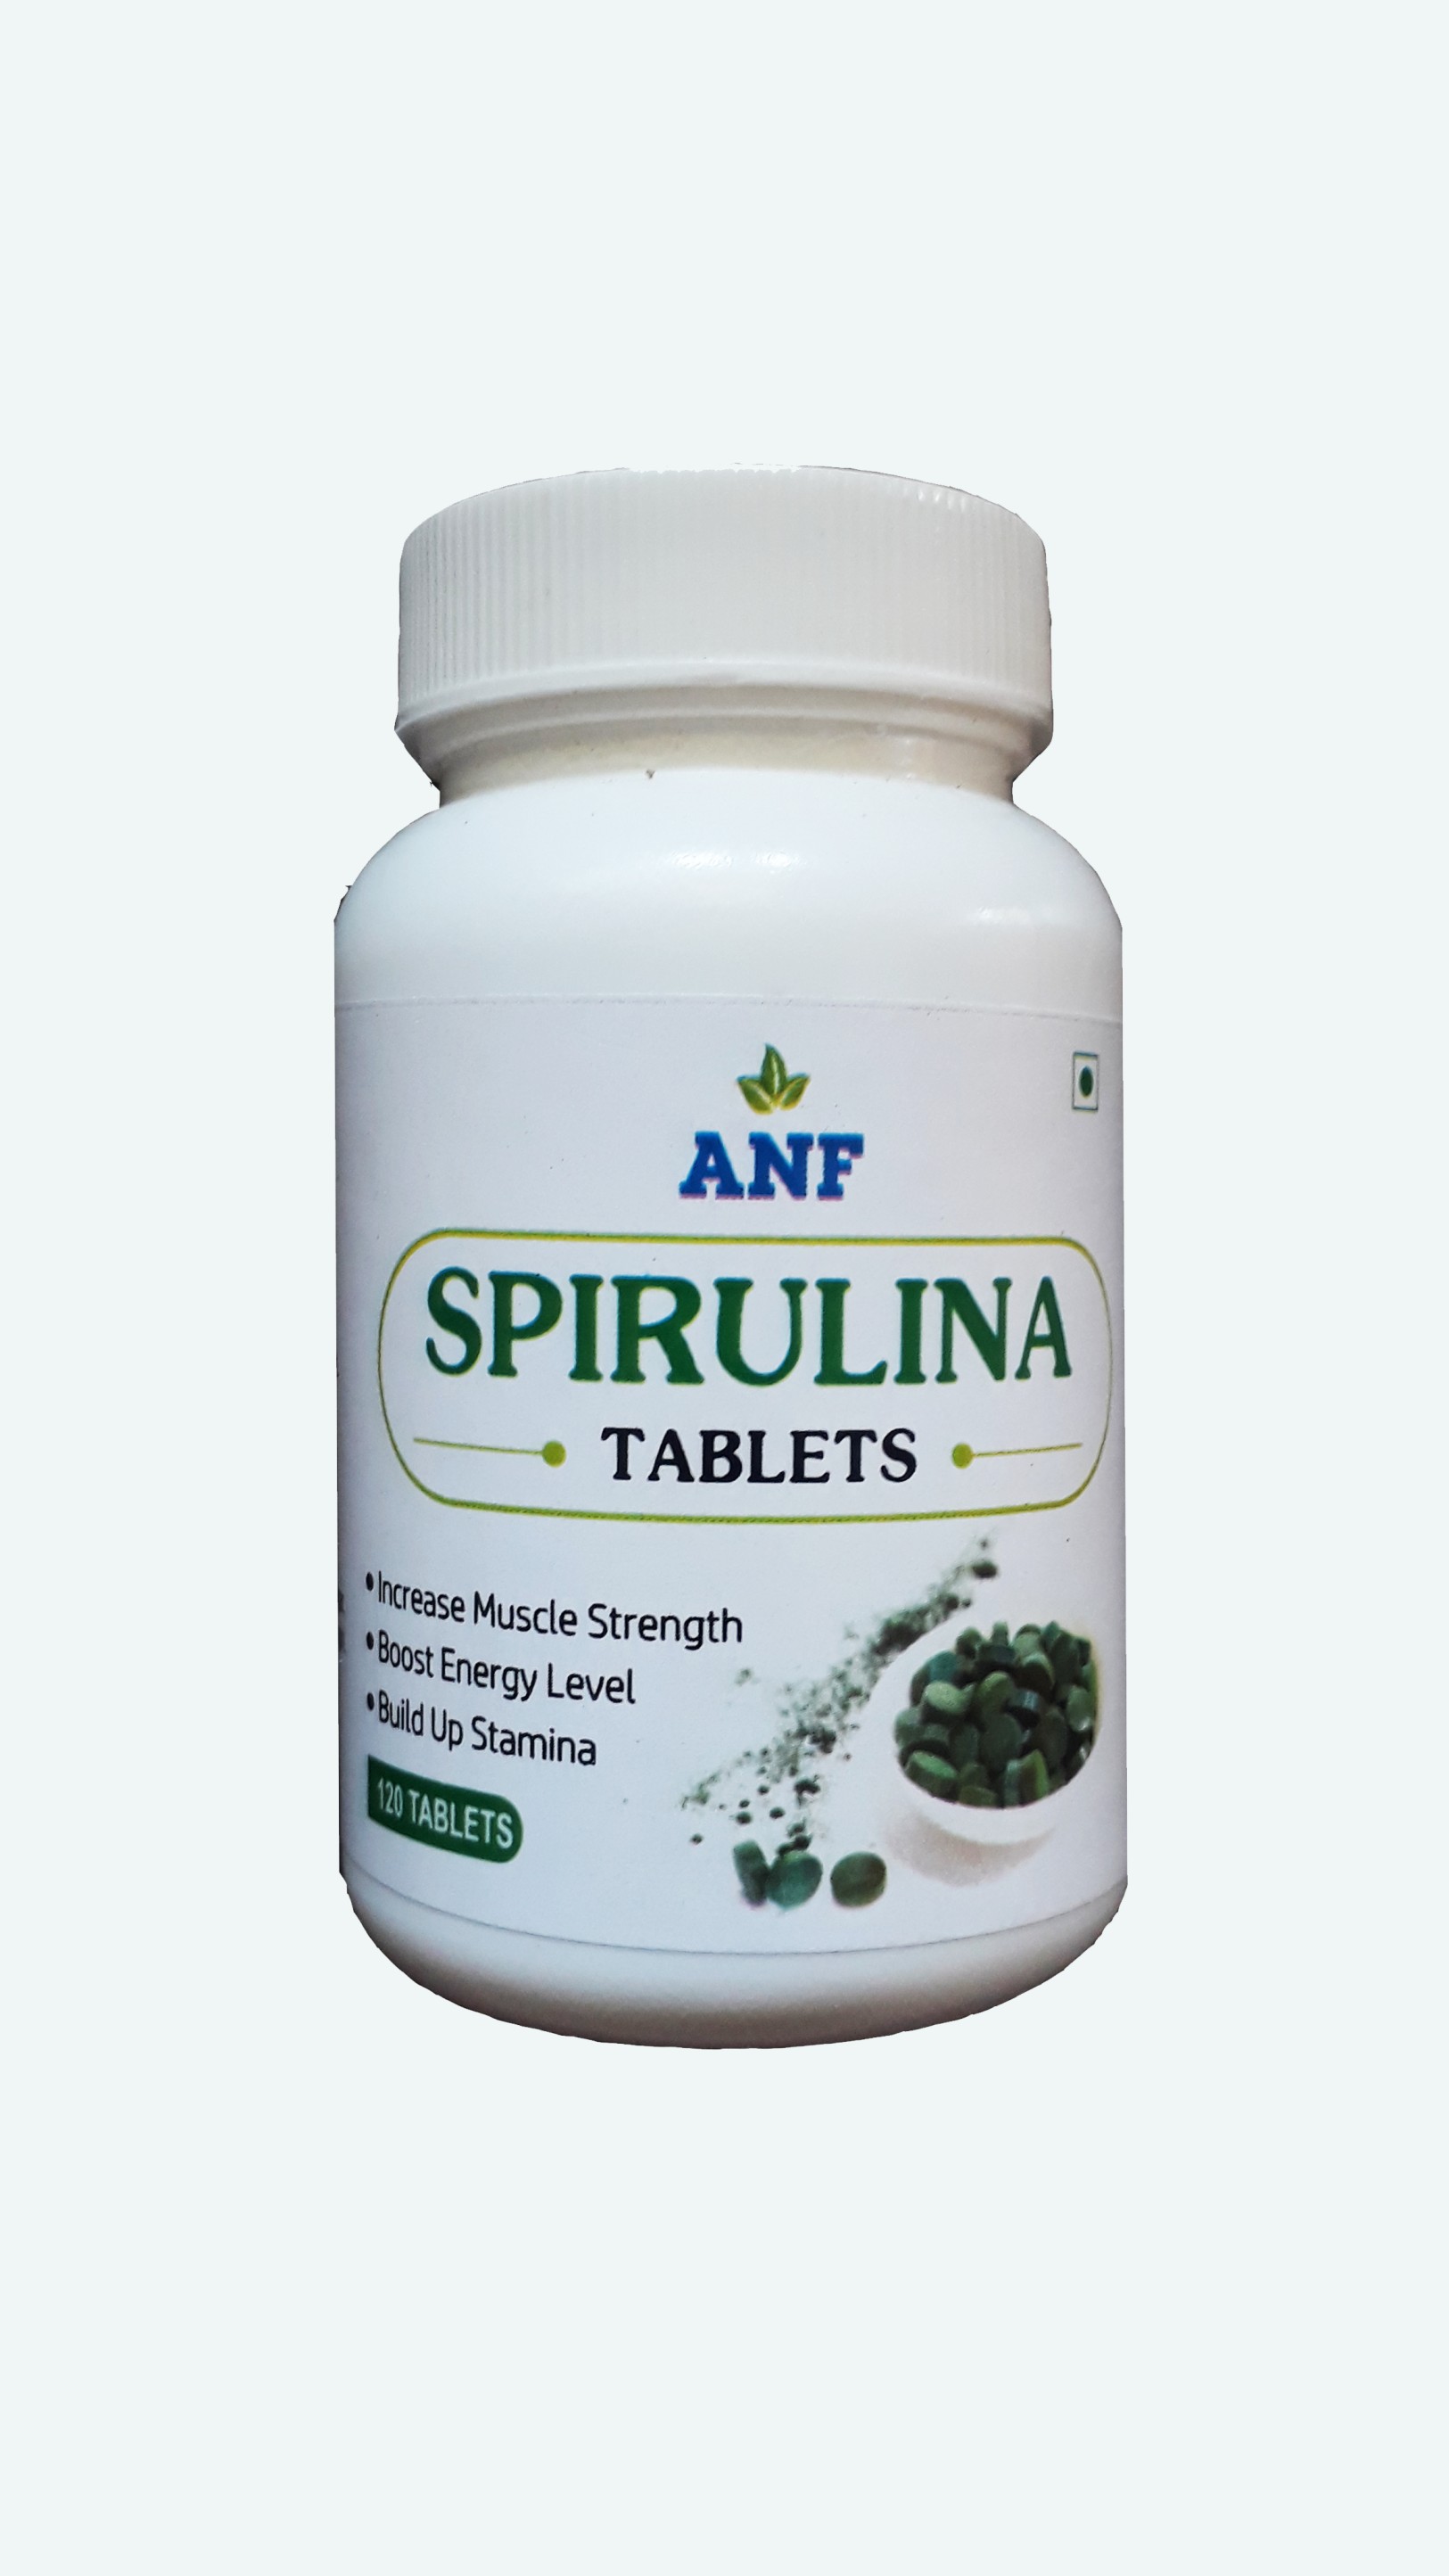 ANF
SPIRULINA
TABLETS
• Increase Muscle Strength
• Boost Energy Level
• Build Up Stamina
120 TABLETS